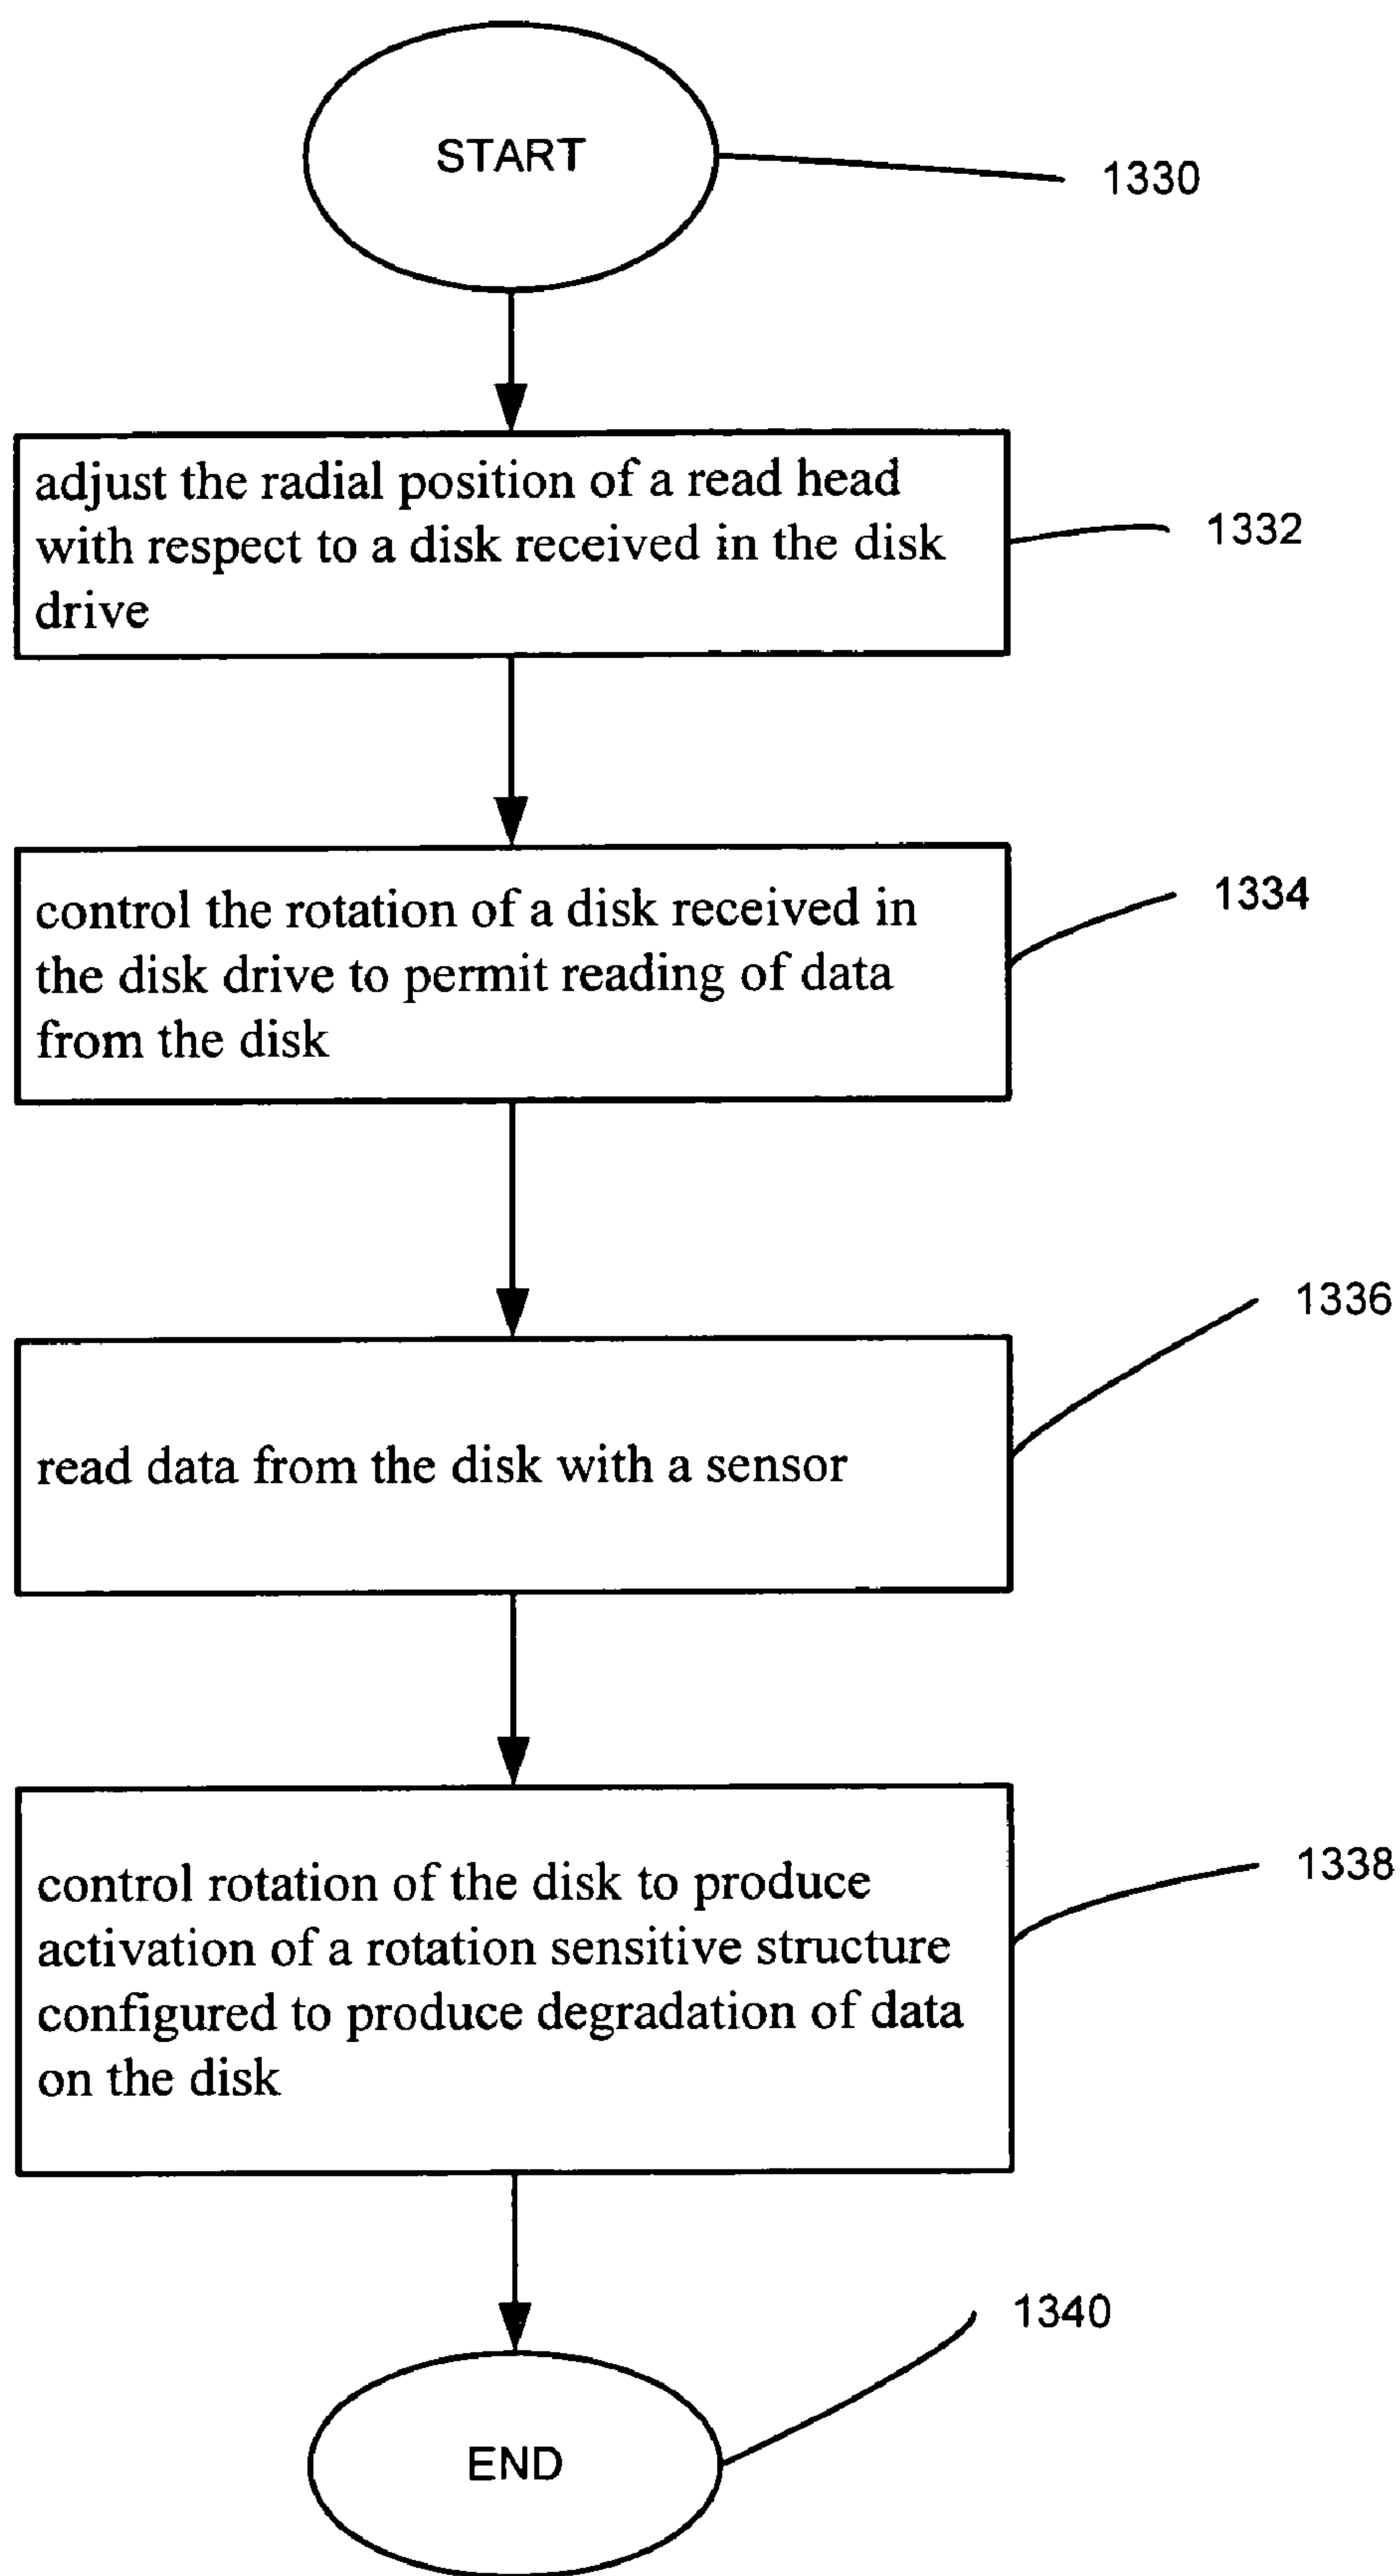 START
1330
adjust the radial position of a read head
with respect to a disk received in the disk
drive
1332
control the rotation of a disk received in
the disk drive to permit reading of data
from the disk
1334
1336
read data from the disk with a sensor
control rotation of the disk to produce
activation of a rotation sensitive structure
configured to produce degradation of data
on the disk
1338
1340
END